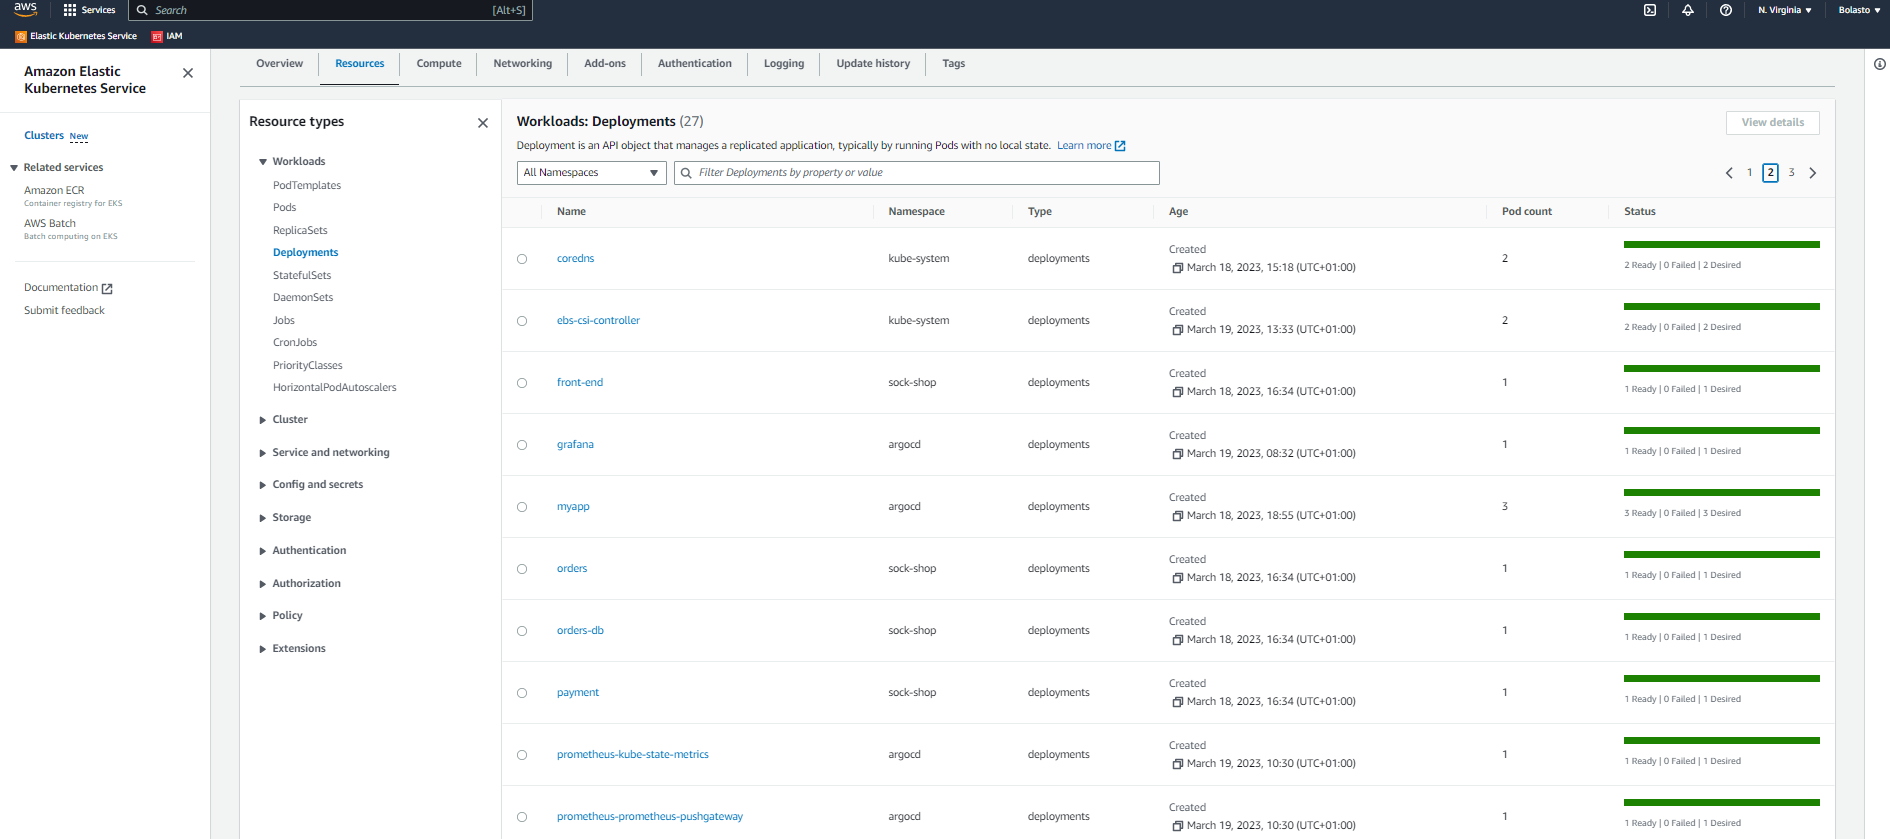 aws Services Search [Alt+S] N. Virginia Bolasto
Elastic Kubernetes Service IAM
Amazon Elastic
Kubernetes Service
Clusters New
Related services
Amazon ECR
Container registry for EKS
AWS Batch
Batch computing on EKS
Documentation
Submit feedback
Overview Resources Compute Networking Add-ons Authentication Logging Update history Tags
Resource types
Workloads
PodTemplates
Pods
ReplicaSets
Deployments
StatefulSets
DaemonSets
Jobs
CronJobs
PriorityClasses
HorizontalPodAutoscalers
Cluster
Service and networking
Config and secrets
Storage
Authentication
Authorization
Policy
Extensions
Workloads: Deployments (27) View details
Deployment is an API object that manages a replicated application, typically by running Pods with no local state. Learn more
All Namespaces Filter Deployments by property or value 1 2 3
Name Namespace Type Age Pod count Status
Created
coredns kube-system deployments March 18, 2023, 15:18 (UTC+01:00) 2 2 Ready | 0 Failed | 2 Desired
Created
ebs-csi-controller kube-system deployments March 19, 2023, 13:33 (UTC+01:00) 2 2 Ready | 0 Failed | 2 Desired
Created
front-end sock-shop deployments March 18, 2023, 16:34 (UTC+01:00) 1 1 Ready | 0 Failed | 1 Desired
Created
grafana argocd deployments March 19, 2023, 08:32 (UTC+01:00) 1 1 Ready | 0 Failed | 1 Desired
Created
myapp argocd deployments March 18, 2023, 18:55 (UTC+01:00) 3 3 Ready | 0 Failed | 3 Desired
Created
orders sock-shop deployments March 18, 2023, 16:34 (UTC+01:00) 1 1 Ready | 0 Failed | 1 Desired
Created
orders-db sock-shop deployments March 18, 2023, 16:34 (UTC+01:00) 1 1 Ready | 0 Failed | 1 Desired
Created
payment sock-shop deployments March 18, 2023, 16:34 (UTC+01:00) 1 1 Ready | 0 Failed | 1 Desired
Created
prometheus-kube-state-metrics argocd deployments March 19, 2023, 10:30 (UTC+01:00) 1 1 Ready | 0 Failed | 1 Desired
Created
prometheus-prometheus-pushgateway argocd deployments March 19, 2023, 10:30 (UTC+01:00) 1 1 Ready | 0 Failed | 1 Desired